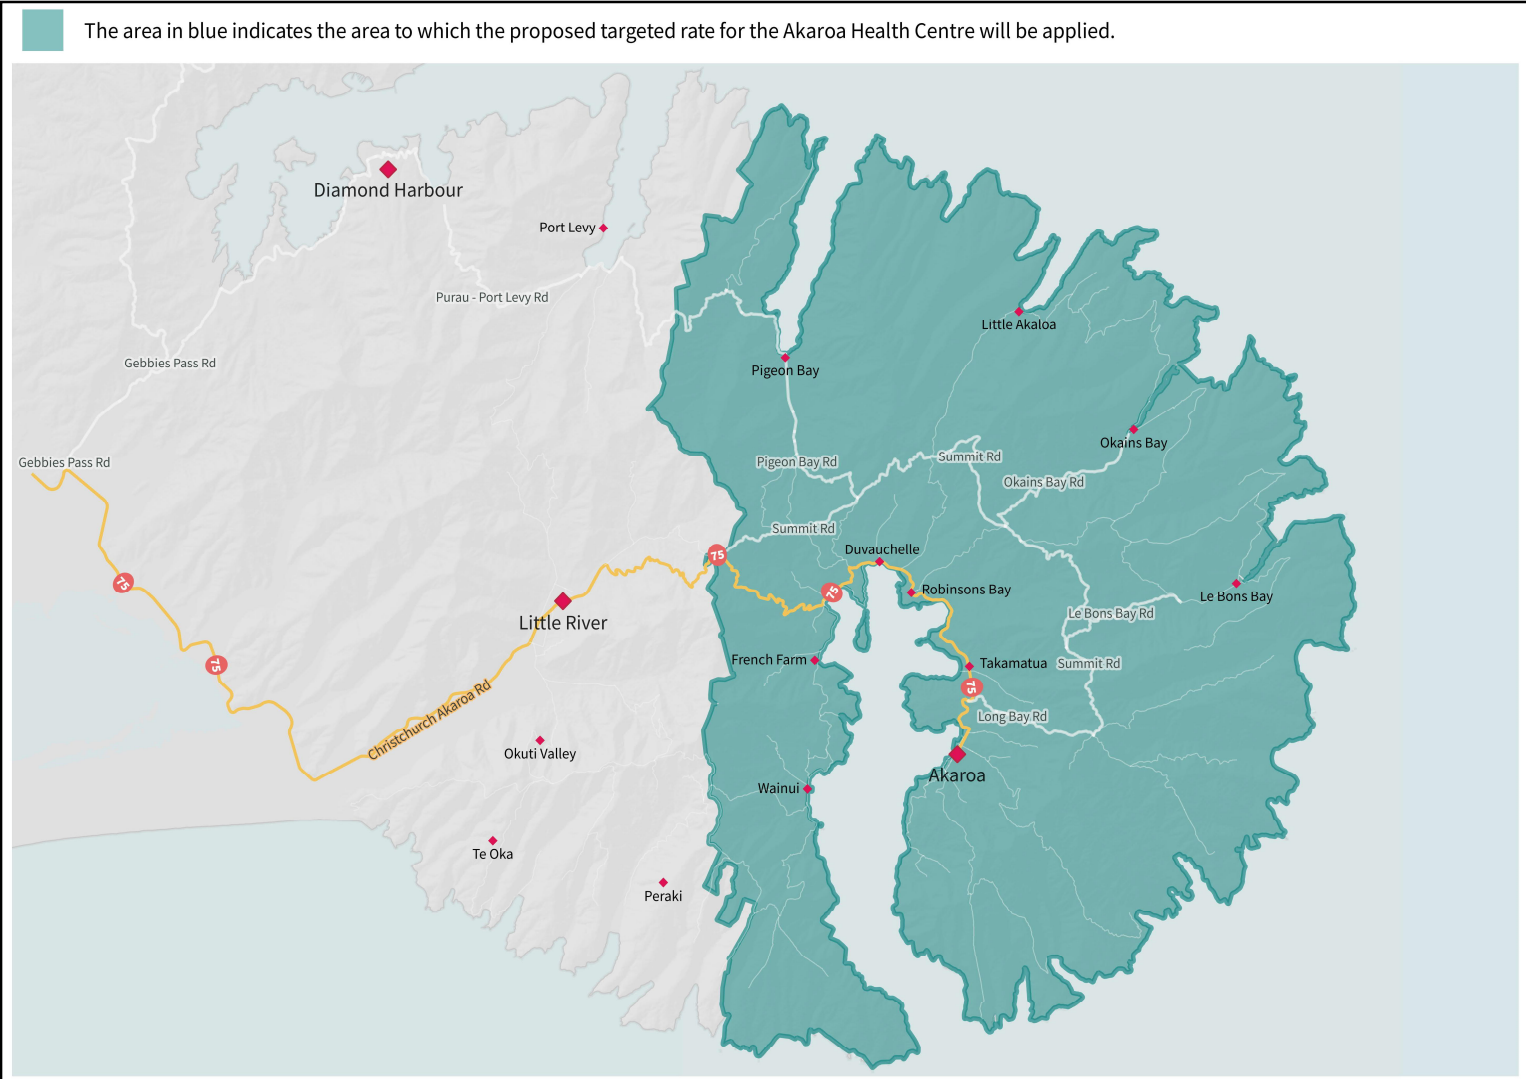 The area in blue indicates the area to which the proposed targeted rate for the Akaroa Health Centre will be applied.
Diamond Harbour
Port Levy
Purau - Port Levy Rd
Little Akaloa
Gebbies Pass Rd
Pigeon Bay
Okains Bay
Gebbies Pass Rd
Pigeon Bay Rd
Summit Rd
Okains Bay Rd
Summit Rd
75
Duvauchelle
75
75
Robinsons Bay
Le Bons Bay
Little River
Le Bons Bay Rd
75
French Farm
Takamatua
Summit Rd
75
Christchurch Akaroa Rd
Long Bay Rd
Okuti Valley
Akaroa
Wainui
Te Oka
Peraki